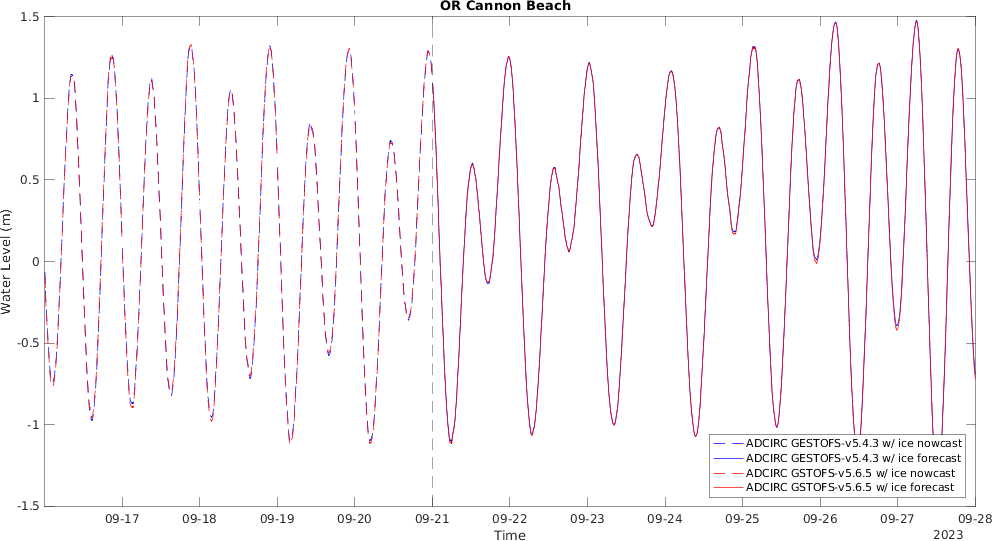 OR Cannon Beach
1.5
1
0.5
0
-0.5
-1
-1.5
Water Level (m)
ADCIRC GESTOFS-v5.4.3 w/ ice nowcast
ADCIRC GESTOFS-v5.4.3 w/ ice forecast
ADCIRC GSTOFS-v5.6.5 w/ ice nowcast
ADCIRC GSTOFS-v5.6.5 w/ ice forecast
09-17 09-18 09-19 09-20 09-21 09-22 09-23 09-24 09-25 09-26 09-27 09-28
Time
2023